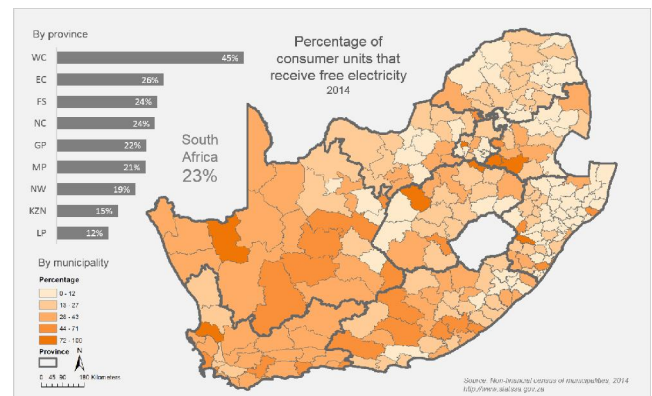 By province
WC 45%
EC 26%
FS 24%
NC 24%
GP 22%
MP 21%
NW 19%
KZN 15%
LP 12%
South
Africa
23%
Percentage of
consumer units that
receive free electricity
2014
By municipality
Percentage
0 - 12
13 - 27
28 - 43
44 - 71
72 - 100
Province
N
0 45 90 180 Kilometers
Source: Non-financial census of municipalities, 2014
http://www.statssa.gov.za